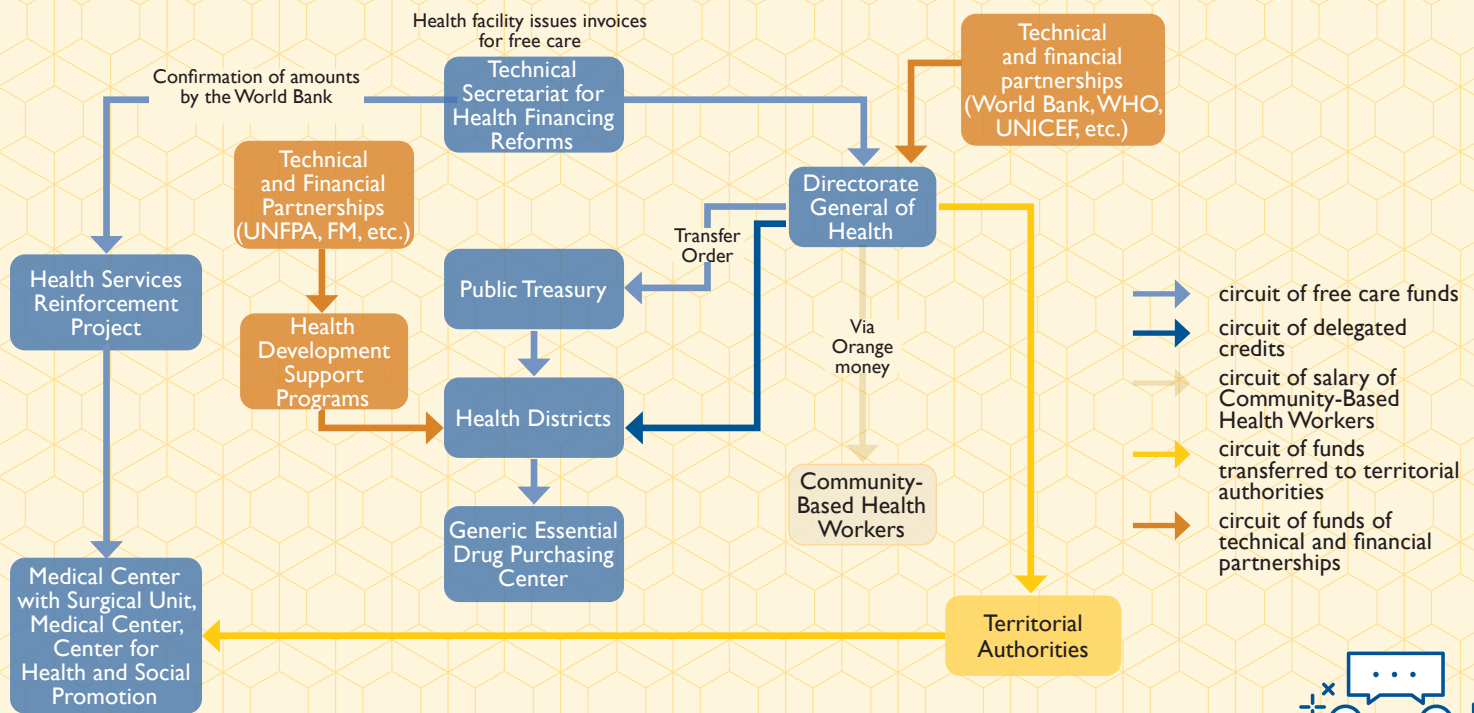 Health facility issues invoices
for free care
Technical
Secretariat for
Health Financing
Reforms
Confirmation of amounts
by the World Bank
Technical
and financial
partnerships
(World Bank, WHO,
UNICEF, etc.)
Technical
and Financial
Partnerships
(UNFPA, FM, etc.)
Directorate
General of
Health
Transfer
Order
Health Services
Reinforcement
Project
Public Treasury
Health
Development
Support
Programs
Via
Orange
money
Health Districts
Community-
Based Health
Workers
Generic Essential
Drug Purchasing
Center
Medical Center
with Surgical Unit,
Medical Center,
Center for
Health and Social
Promotion
Territorial
Authorities
circuit of free care funds
circuit of delegated
credits
circuit of salary of
Community-Based
Health Workers
circuit of funds
transferred to territorial
authorities
circuit of funds of
technical and financial
partnerships